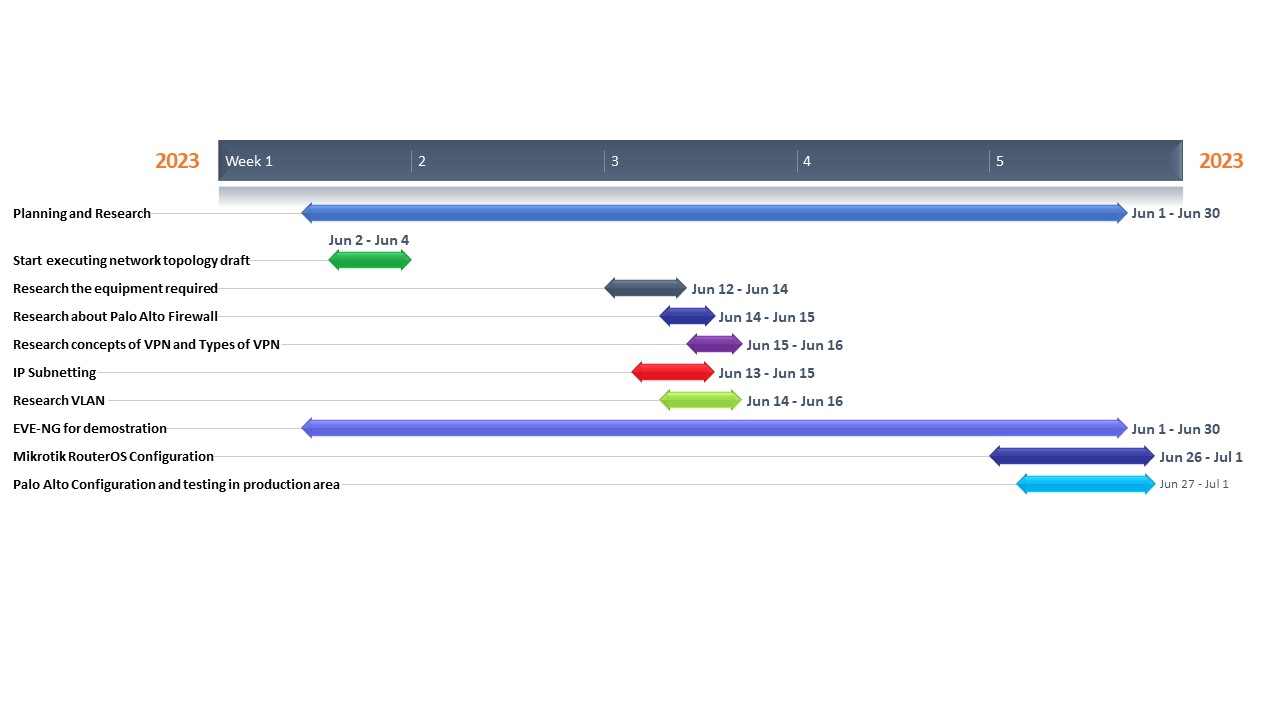 2023 Week 1 2 3 4 5 2023
Planning and Research Jun 1 - Jun 30
Jun 2 - Jun 4
Start executing network topology draft
Research the equipment required Jun 12 - Jun 14
Research about Palo Alto Firewall Jun 14 - Jun 15
Research concepts of VPN and Types of VPN Jun 15 - Jun 16
IP Subnetting Jun 13 - Jun 15
Research VLAN Jun 14 - Jun 16
EVE-NG for demostration Jun 1 - Jun 30
Mikrotik RouterOS Configuration Jun 26 - Jul 1
Palo Alto Configuration and testing in production area Jun 27 - Jul 1